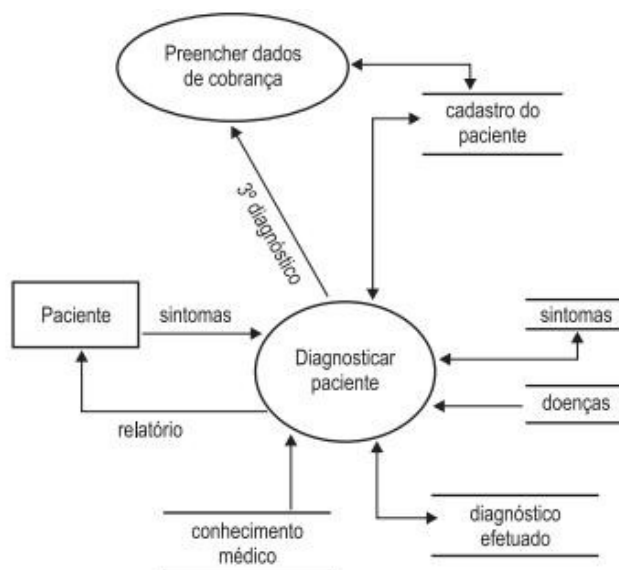 Preencher dados
de cobrança
cadastro do
paciente
3º diagnóstico
Paciente
sintomas
sintomas
Diagnosticar
paciente
doenças
relatório
diagnóstico
efetuado
conhecimento
médico